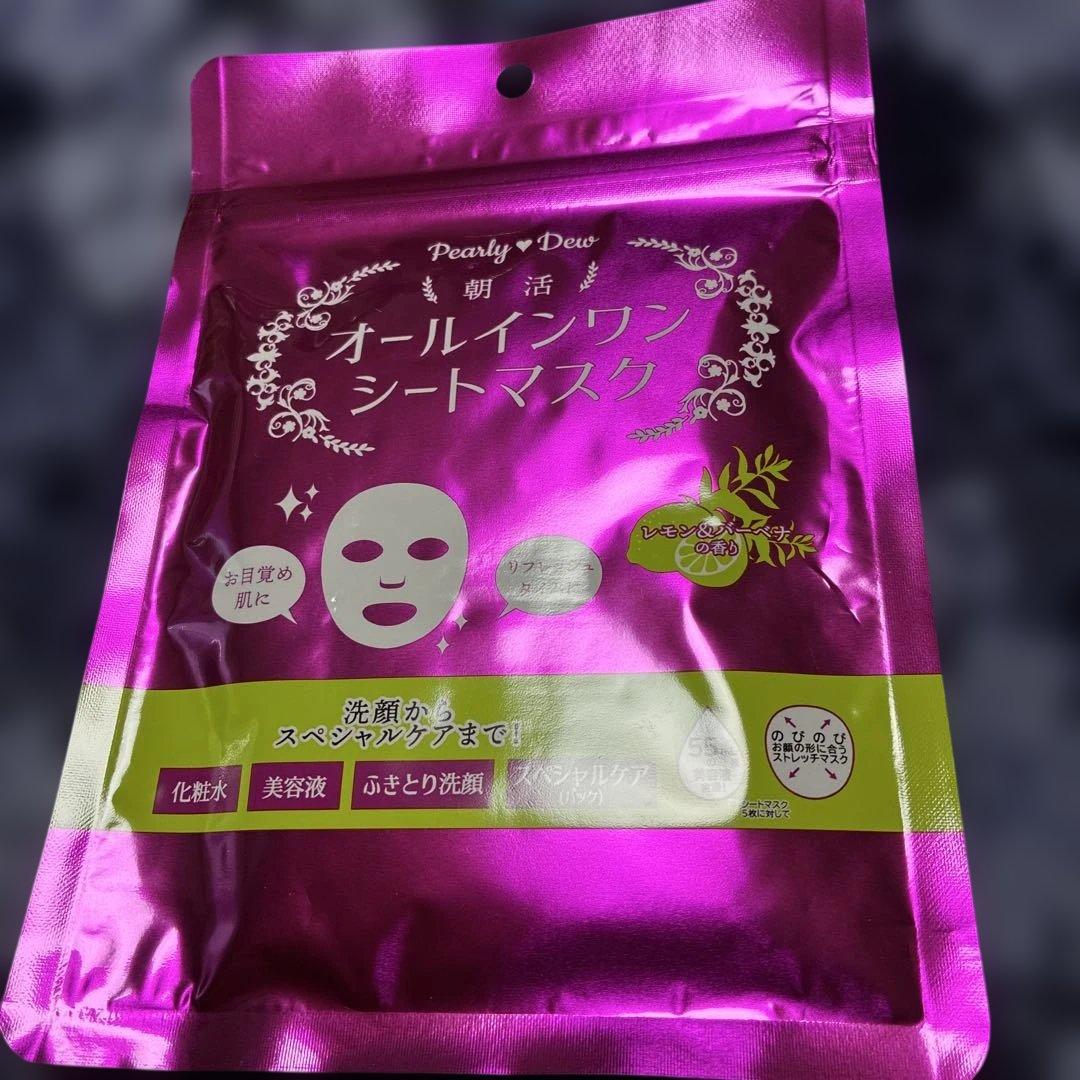 Pearly♥Dew
朝活
オールインワン
シートマスク
レモン&バーベナ
の香り
お目覚め
肌に
リフレッシュ
洗顔から
スペシャルケアまで!
化粧水
美容液
ふきとり洗顔
スペシャルケア
(パック)
55mL
美容液
シートマスク
5枚に対して
のびのび
お顔の形に合う
ストレッチマスク